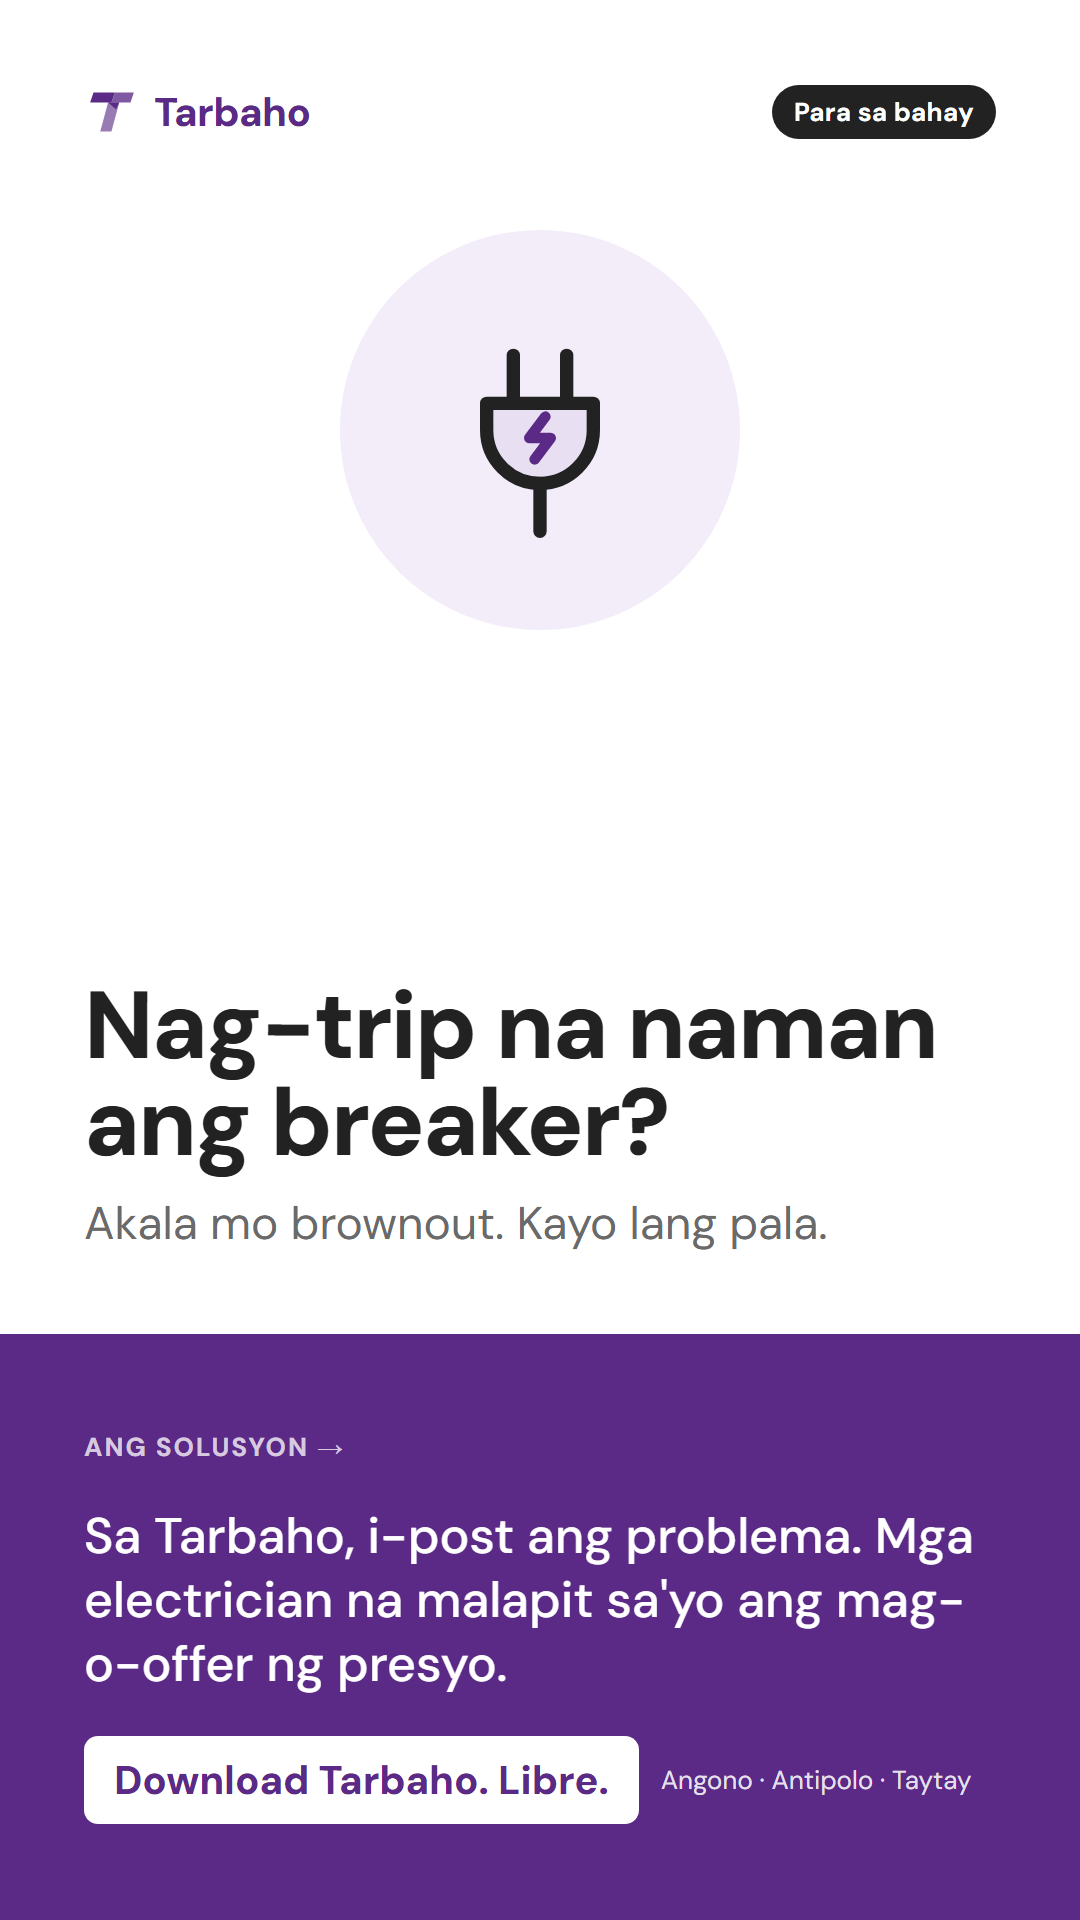 Tarbaho
Para sa bahay
Nag-trip na naman
ang breaker?
Akala mo brownout. Kayo lang pala.
ANG SOLUSYON →
Sa Tarbaho, i-post ang problema. Mga
electrician na malapit sa'yo ang mag-
o-offer ng presyo.
Download Tarbaho. Libre.
Angono · Antipolo · Taytay